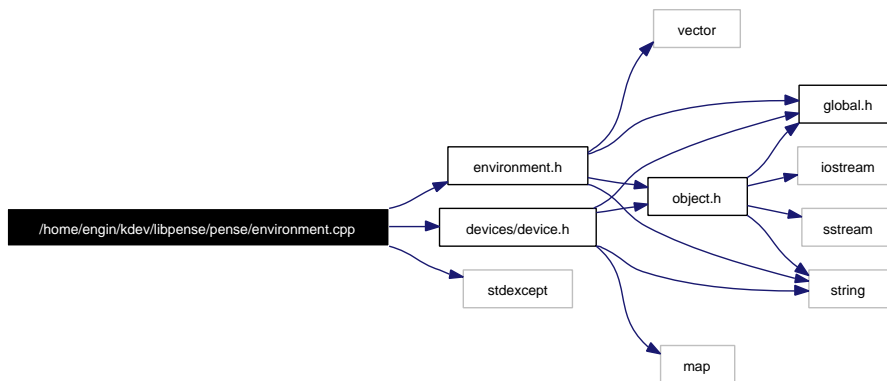 vector
global.h
environment.h
iostream
object.h
/home/engin/kdev/libpense/pense/environment.cpp
devices/device.h
sstream
stdexcept
string
map